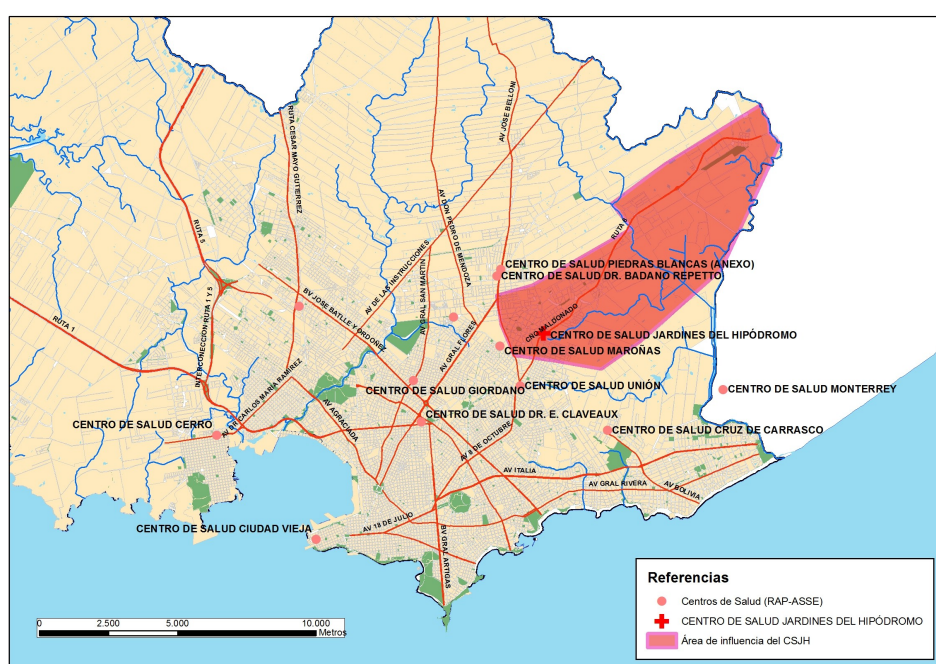 RUTA CESAR MAYO GUTIERREZ
AV JOSE BELLONI
AV DON PEDRO DE MENDOZA
RUTA 5
RUTA 8
AV DE LAS INSTRUCCIONES
AV GRAL SAN MARTIN
CENTRO DE SALUD PIEDRAS BLANCAS (ANEXO)
CENTRO DE SALUD DR. BADANO REPETTO
INTERCONECCION RUTA 1 Y 5
BV JOSE BATLLE Y ORDOÑEZ
RUTA 1
CNO MALDONADO
AV GRAL FLORES
CENTRO DE SALUD JARDINES DEL HIPÓDROMO
CENTRO DE SALUD MAROÑAS
CENTRO DE SALUD GIORDANO
CENTRO DE SALUD UNIÓN
CENTRO DE SALUD MONTERREY
AV DR CARLOS MARÍA RAMÍREZ
AV AGRACIADA
CENTRO DE SALUD DR. E. CLAVEAUX
CENTRO DE SALUD CERRO
CENTRO DE SALUD CRUZ DE CARRASCO
AV 8 DE OCTUBRE
AV ITALIA
AV GRAL RIVERA
AV BOLIVIA
CENTRO DE SALUD CIUDAD VIEJA
AV 18 DE JULIO
BV GRAL ARTIGAS
0 2.500 5.000 10.000
Metros
Referencias
Centros de Salud (RAP-ASSE)
CENTRO DE SALUD JARDINES DEL HIPÓDROMO
Área de influencia del CSJH